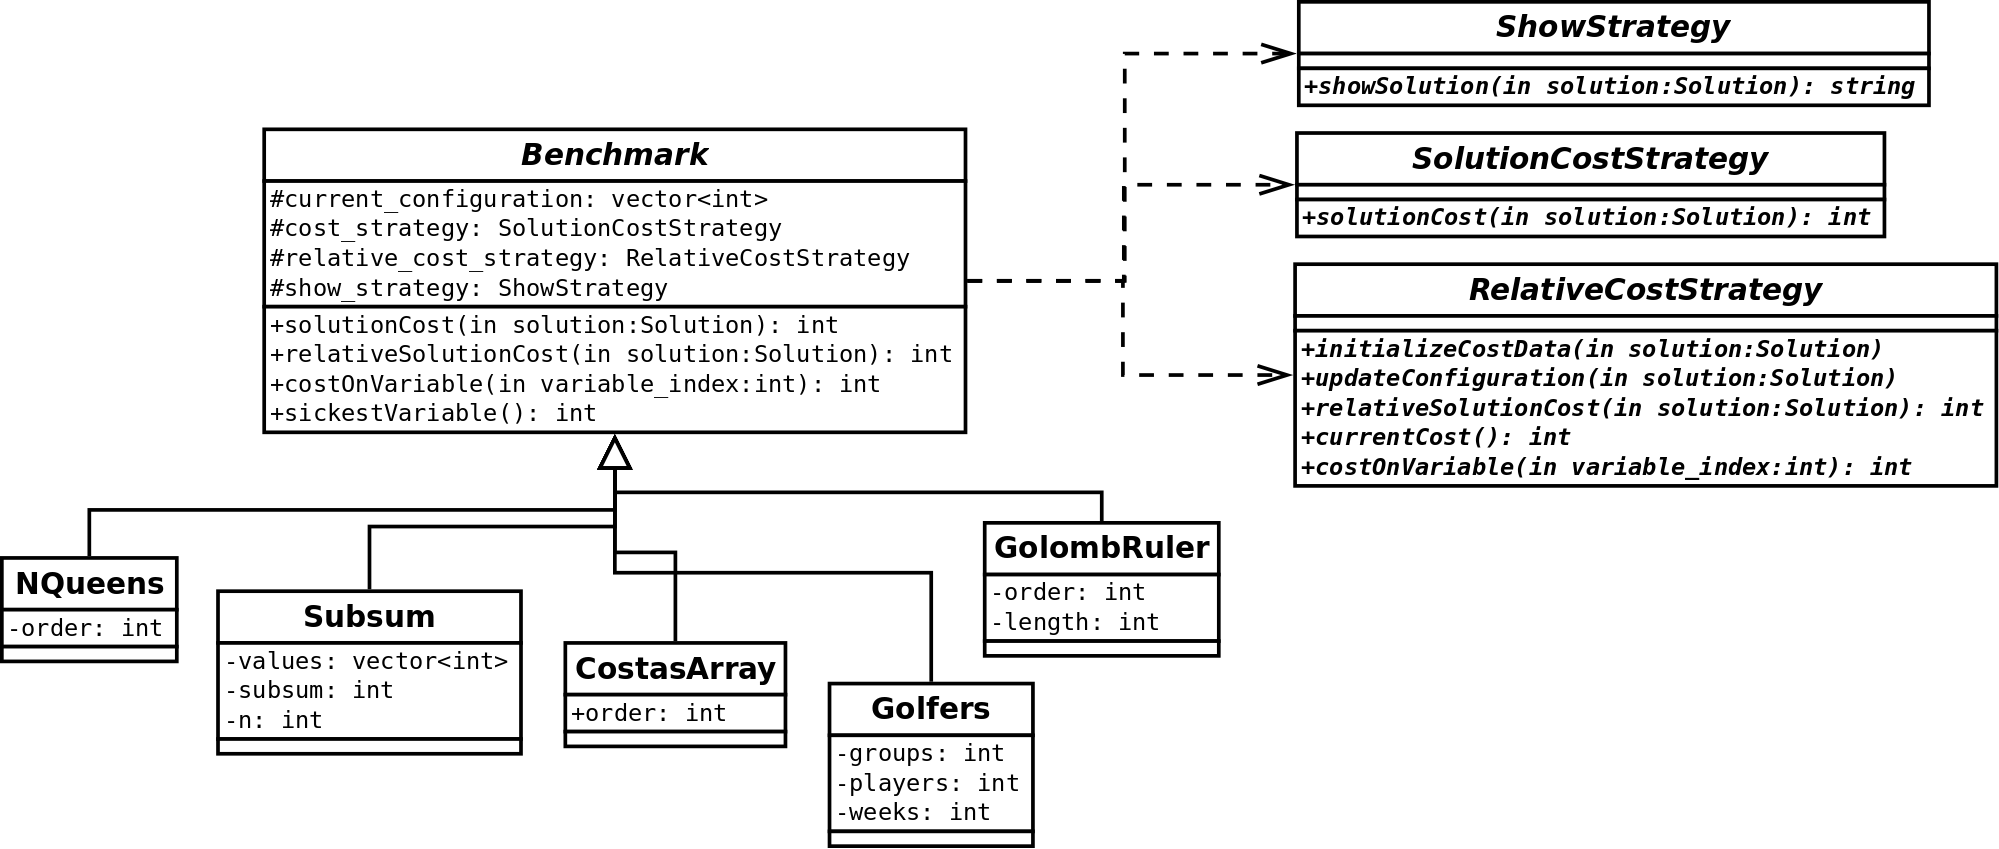 ShowStrategy
+showSolution(in solution:Solution): string
Benchmark
#current_configuration: vector<int>
#cost_strategy: SolutionCostStrategy
#relative_cost_strategy: RelativeCostStrategy
#show_strategy: ShowStrategy
+solutionCost(in solution:Solution): int
+relativeSolutionCost(in solution:Solution): int
+costOnVariable(in variable_index:int): int
+sickestVariable(): int
SolutionCostStrategy
+solutionCost(in solution:Solution): int
RelativeCostStrategy
+initializeCostData(in solution:Solution)
+updateConfiguration(in solution:Solution)
+relativeSolutionCost(in solution:Solution): int
+currentCost(): int
+costOnVariable(in variable_index:int): int
NQueens
-order: int
Subsum
-values: vector<int>
-subsum: int
-n: int
CostasArray
+order: int
Golfers
-groups: int
-players: int
-weeks: int
GolombRuler
-order: int
-length: int